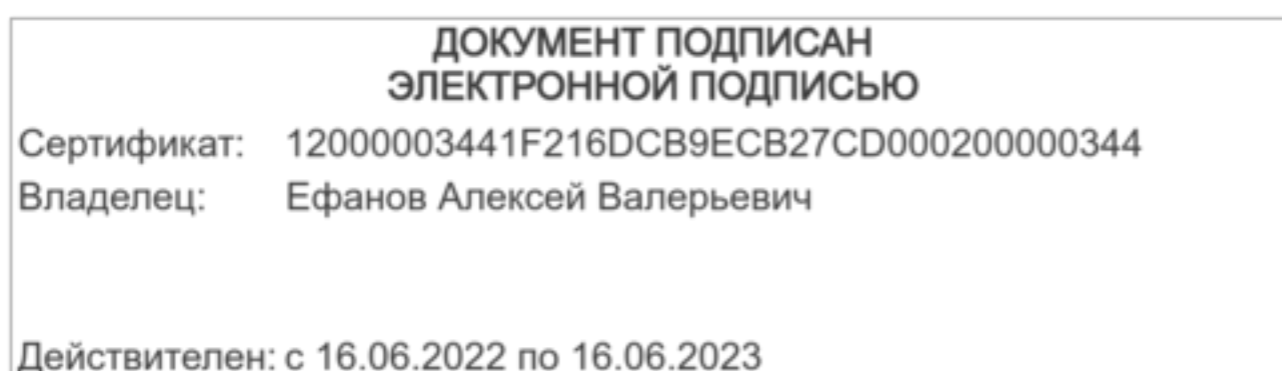 ДОКУМЕНТ ПОДПИСАН
ЭЛЕКТРОННОЙ ПОДПИСЬЮ
Сертификат: 12000003441F216DCB9ECB27CD000200000344
Владелец: Ефанов Алексей Валерьевич
Действителен: с 16.06.2022 по 16.06.2023